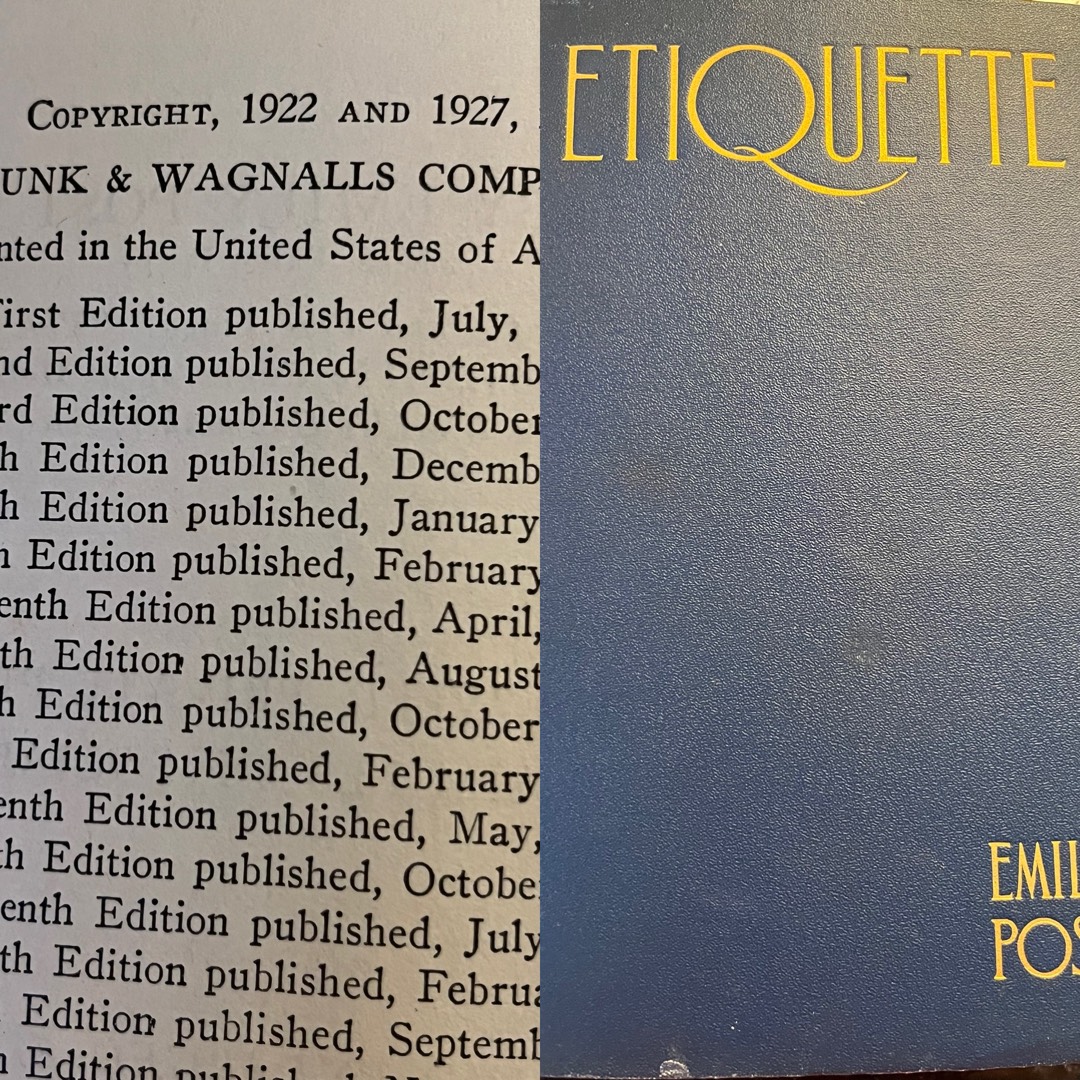 COPYRIGHT, 1922 AND 1927,
UNK & WAGNALLS COMP
nted in the United States of A
irst Edition published, July,
nd Edition published, Septemb
rd Edition published, October
h Edition published, Decemb
h Edition published, January
h Edition published, February
enth Edition published, April,
th Edition published, August
h Edition published, October
Edition published, February
enth Edition published, May,
th Edition published, Octobe
enth Edition published, July
th Edition published, Februa
Edition published, Septemb
Edition
ETIQUETTE
EMIL
POS